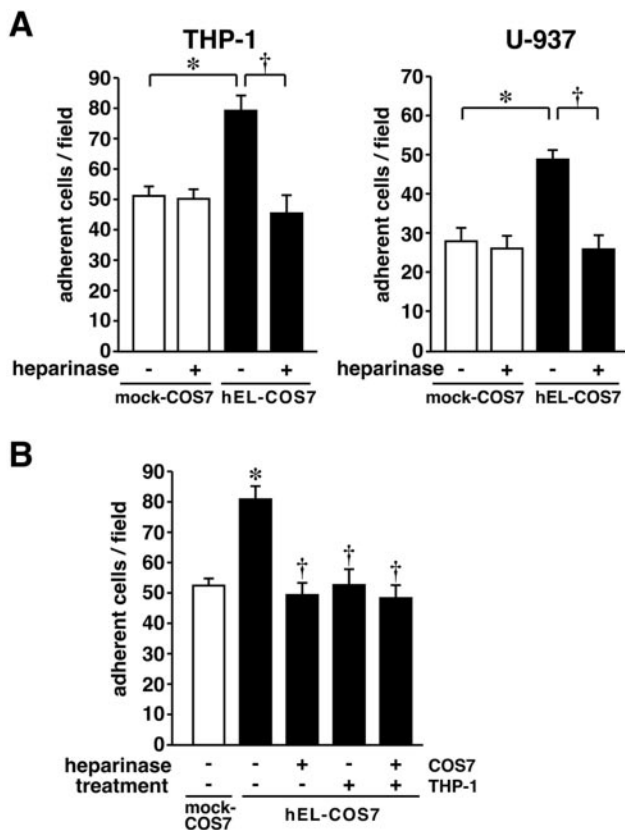 A
THP-1
U-937
adherent cells / field
90
80
70
60
50
40
30
20
10
0
* †
heparinase - + - +
mock-COS7 hEL-COS7
adherent cells / field
70
60
50
40
30
20
10
0
* †
heparinase - + - +
mock-COS7 hEL-COS7
B
adherent cells / field
90
80
70
60
50
40
30
20
10
0
* † † †
heparinase - - + - + COS7
treatment - - - + + THP-1
mock-
COS7
hEL-COS7